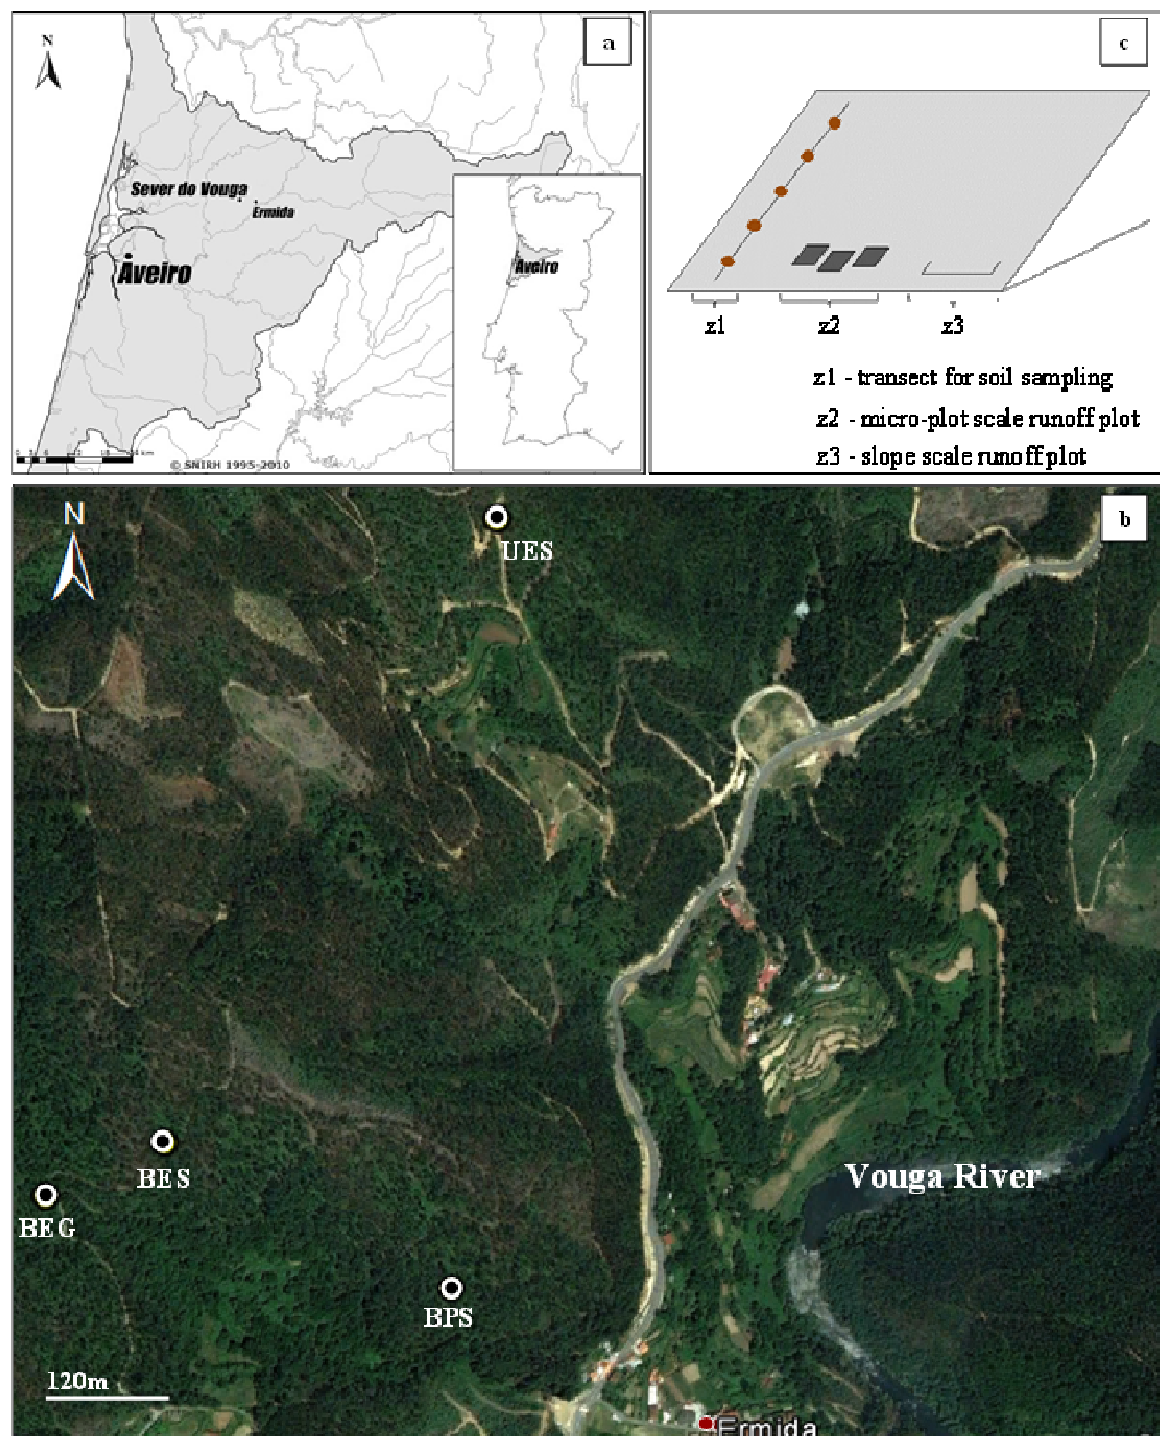 N
a
Sever do Vouga
Ermida
Aveiro
Aveiro
© SNIRH 1995-2010
c
z1
z2
z3
z1 - transect for soil sampling
z2 - micro-plot scale runoff plot
z3 - slope scale runoff plot
N
b
UES
BES
BEG
Vouga River
BPS
120m
Ermida